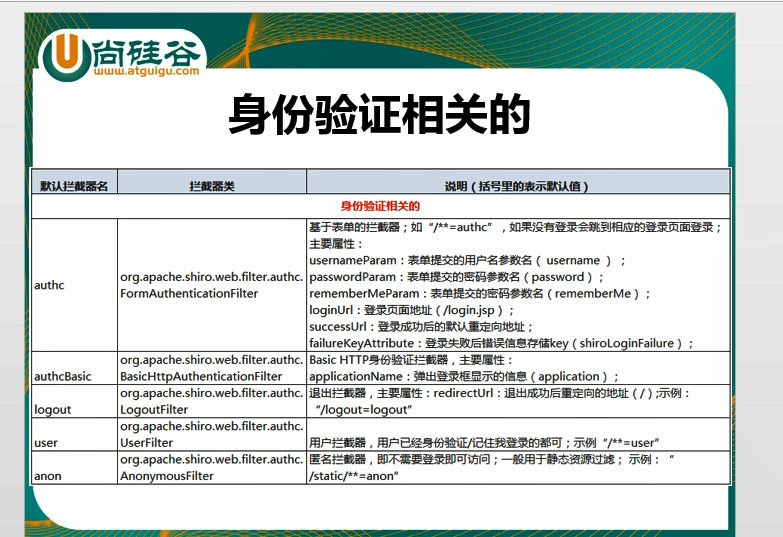 尚硅谷
www.atguigu.com
身份验证相关的
默认拦截器名 拦截器类 说明（括号里的表示默认值）
身份验证相关的
authc
org.apache.shiro.web.filter.authc.
FormAuthenticationFilter
基于表单的拦截器；如“/**=authc”，如果没有登录会跳到相应的登录页面登录；
主要属性：
usernameParam：表单提交的用户名参数名（ username ） ；
passwordParam：表单提交的密码参数名（password）；
rememberMeParam：表单提交的密码参数名（rememberMe）；
loginUrl：登录页面地址（/login.jsp）；
successUrl：登录成功后的默认重定向地址；
failureKeyAttribute：登录失败后错误信息存储key（shiroLoginFailure）；
authcBasic
org.apache.shiro.web.filter.authc.
BasicHttpAuthenticationFilter
Basic HTTP身份验证拦截器，主要属性：
applicationName：弹出登录框显示的信息（application）；
logout
org.apache.shiro.web.filter.authc.
LogoutFilter
退出拦截器，主要属性：redirectUrl：退出成功后重定向的地址（/）;示例：
“/logout=logout”
user
org.apache.shiro.web.filter.authc.
UserFilter
用户拦截器，用户已经身份验证/记住我登录的都可；示例“/**=user”
anon
org.apache.shiro.web.filter.authc.
AnonymousFilter
匿名拦截器，即不需要登录即可访问；一般用于静态资源过滤； 示例： “
/static/**=anon”